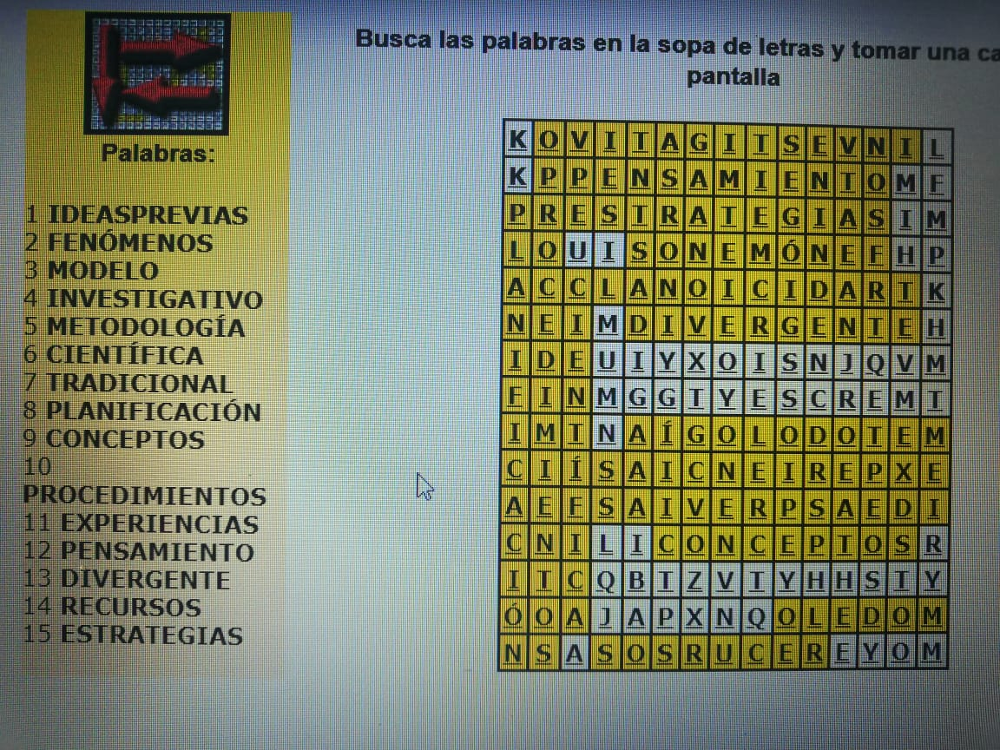 Busca las palabras en la sopa de letras y tomar una ca
pantalla
Palabras:
1 IDEASPREVIAS
2 FENÓMENOS
3 MODELO
4 INVESTIGATIVO
5 METODOLOGÍA
6 CIENTÍFICA
7 TRADICIONAL
8 PLANIFICACIÓN
9 CONCEPTOS
10
PROCEDIMIENTOS
11 EXPERIENCIAS
12 PENSAMIENTO
13 DIVERGENTE
14 RECURSOS
15 ESTRATEGIAS
K O V I T A G I T S E V N I L
K P P E N S A M I E N T O M F
P R E S T R A T E G I A S I M
L O U I S O N E M Ó N E F H P
A C C L A N O I C I D A R T K
N E I M D I V E R G E N T E H
I D E U I Y X O I S N J Q V M
F I N M G G T Y E S C R E M T
I M T N A Í G O L O D O T E M
C I Í S A I C N E I R E P X E
A E F S A I V E R P S A E D I
C N I L I C O N C E P T O S R
I T C Q B T Z V T Y H H S T Y
Ó O A J A P X N Q O L E D O M
N S A S O S R U C E R E Y O M